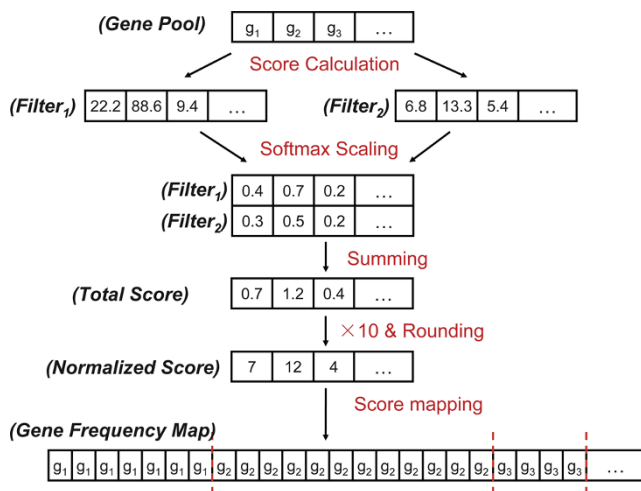 (Gene Pool) g1 g2 g3 ...
Score Calculation
(Filter1) 22.2 88.6 9.4 ... (Filter2) 6.8 13.3 5.4 ...
Softmax Scaling
(Filter1) 0.4 0.7 0.2 ...
(Filter2) 0.3 0.5 0.2 ...
Summing
(Total Score) 0.7 1.2 0.4 ...
×10 & Rounding
(Normalized Score) 7 12 4 ...
Score mapping
(Gene Frequency Map)
g1 g1 g1 g1 g1 g1 g1 g2 g2 g2 g2 g2 g2 g2 g2 g2 g2 g2 g2 g3 g3 g3 g3 ...